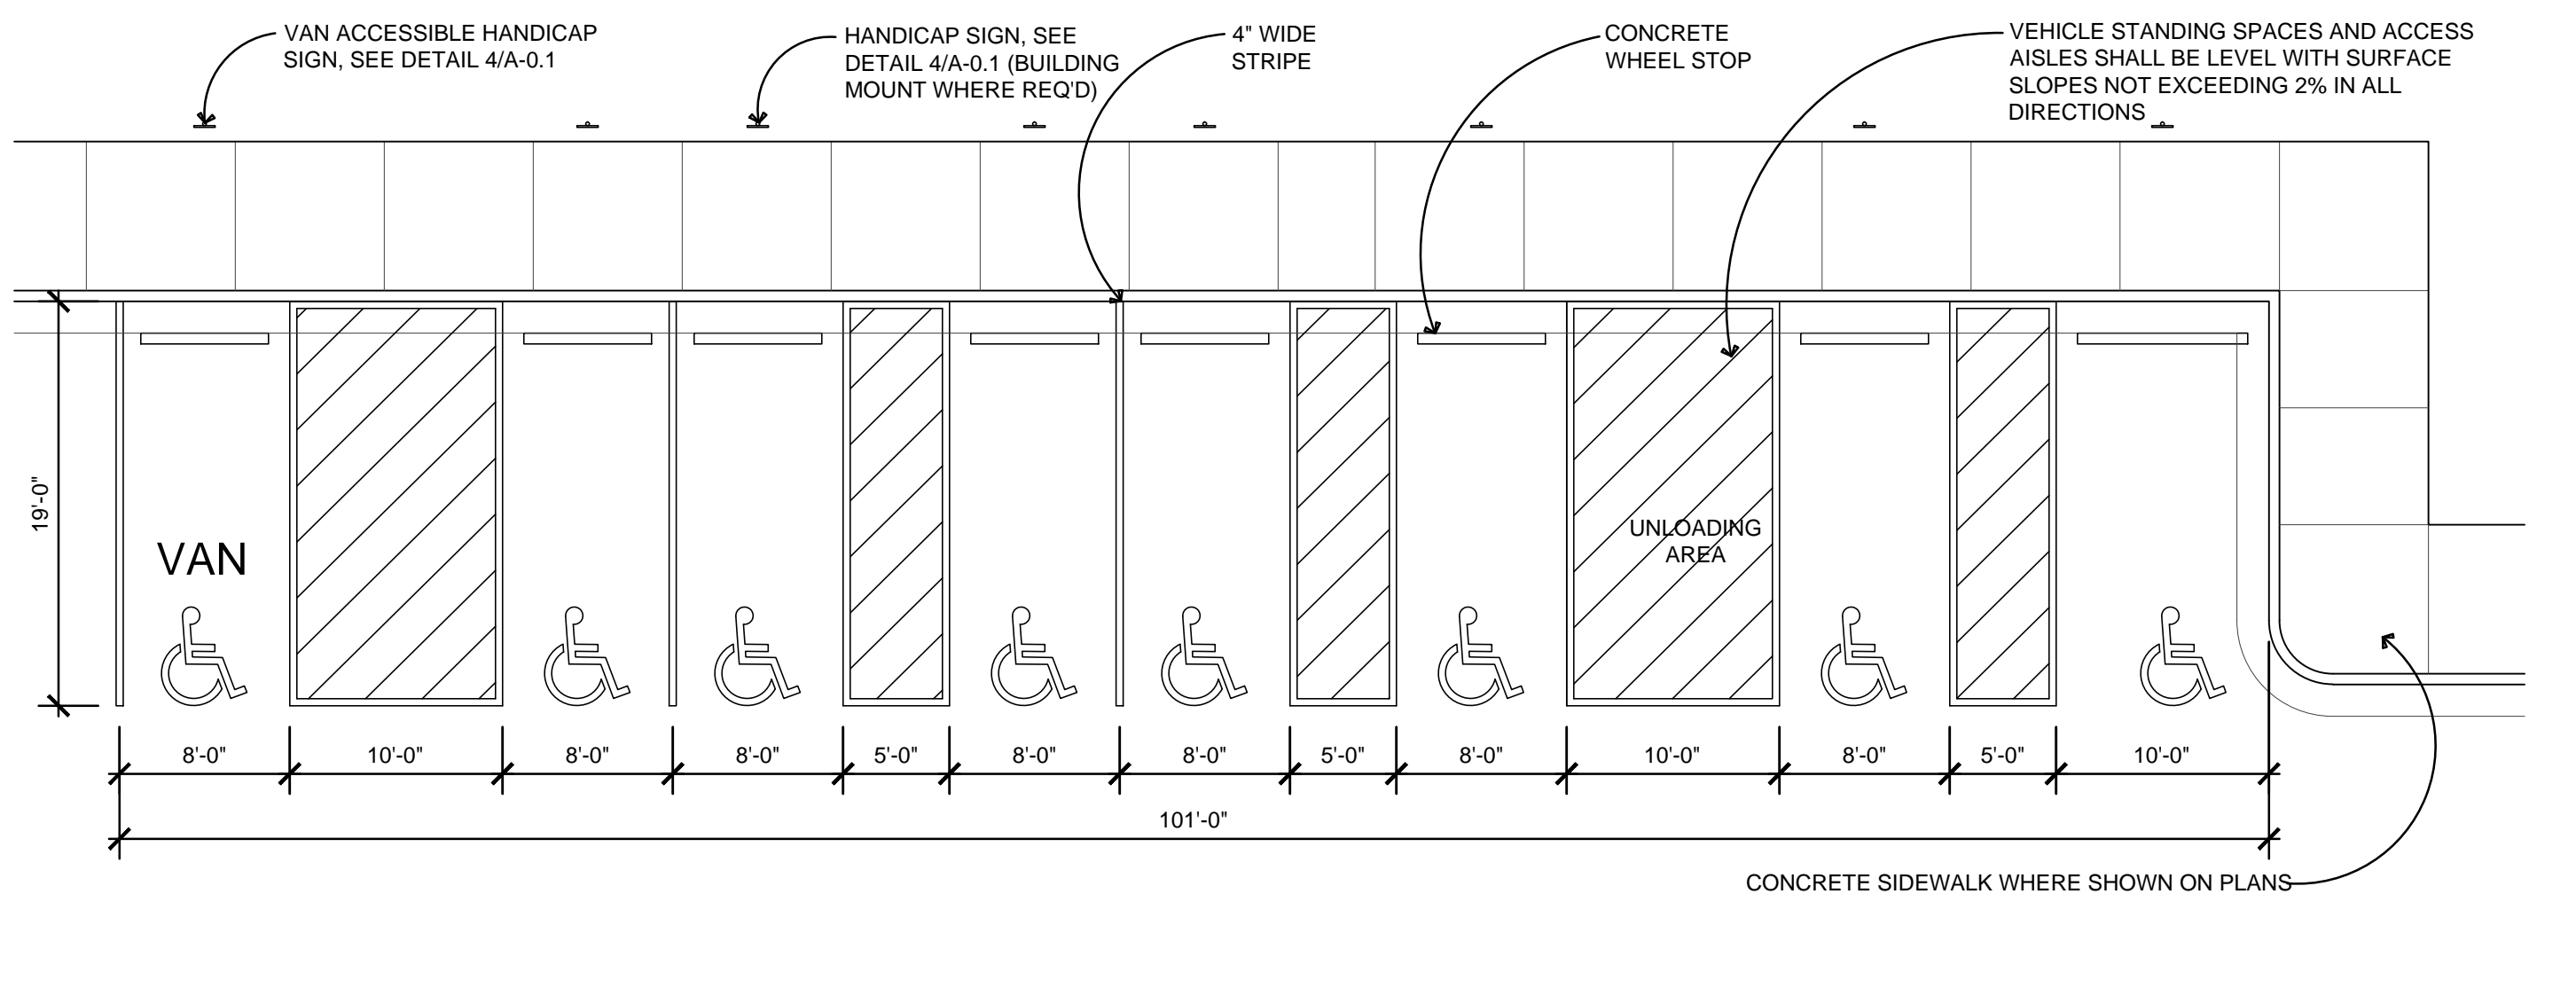 VAN ACCESSIBLE HANDICAP
SIGN, SEE DETAIL 4/A-0.1
HANDICAP SIGN, SEE
DETAIL 4/A-0.1 (BUILDING
MOUNT WHERE REQ'D)
4" WIDE
STRIPE
CONCRETE
WHEEL STOP
VEHICLE STANDING SPACES AND ACCESS
AISLES SHALL BE LEVEL WITH SURFACE
SLOPES NOT EXCEEDING 2% IN ALL
DIRECTIONS
19'-0"
VAN
UNLOADING
AREA
8'-0"
10'-0"
8'-0"
8'-0"
5'-0"
8'-0"
8'-0"
5'-0"
8'-0"
10'-0"
8'-0"
5'-0"
10'-0"
101'-0"
CONCRETE SIDEWALK WHERE SHOWN ON PLANS